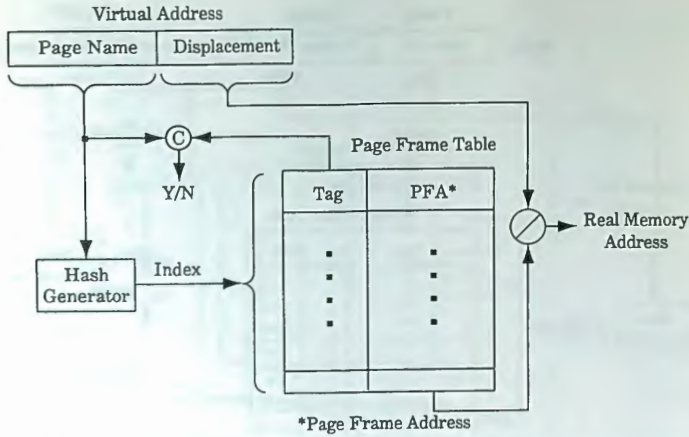 Virtual Address
Page Name Displacement
C
Page Frame Table
Y/N
Tag PFA*
Real Memory
Address
Hash
Generator
Index
*Page Frame Address